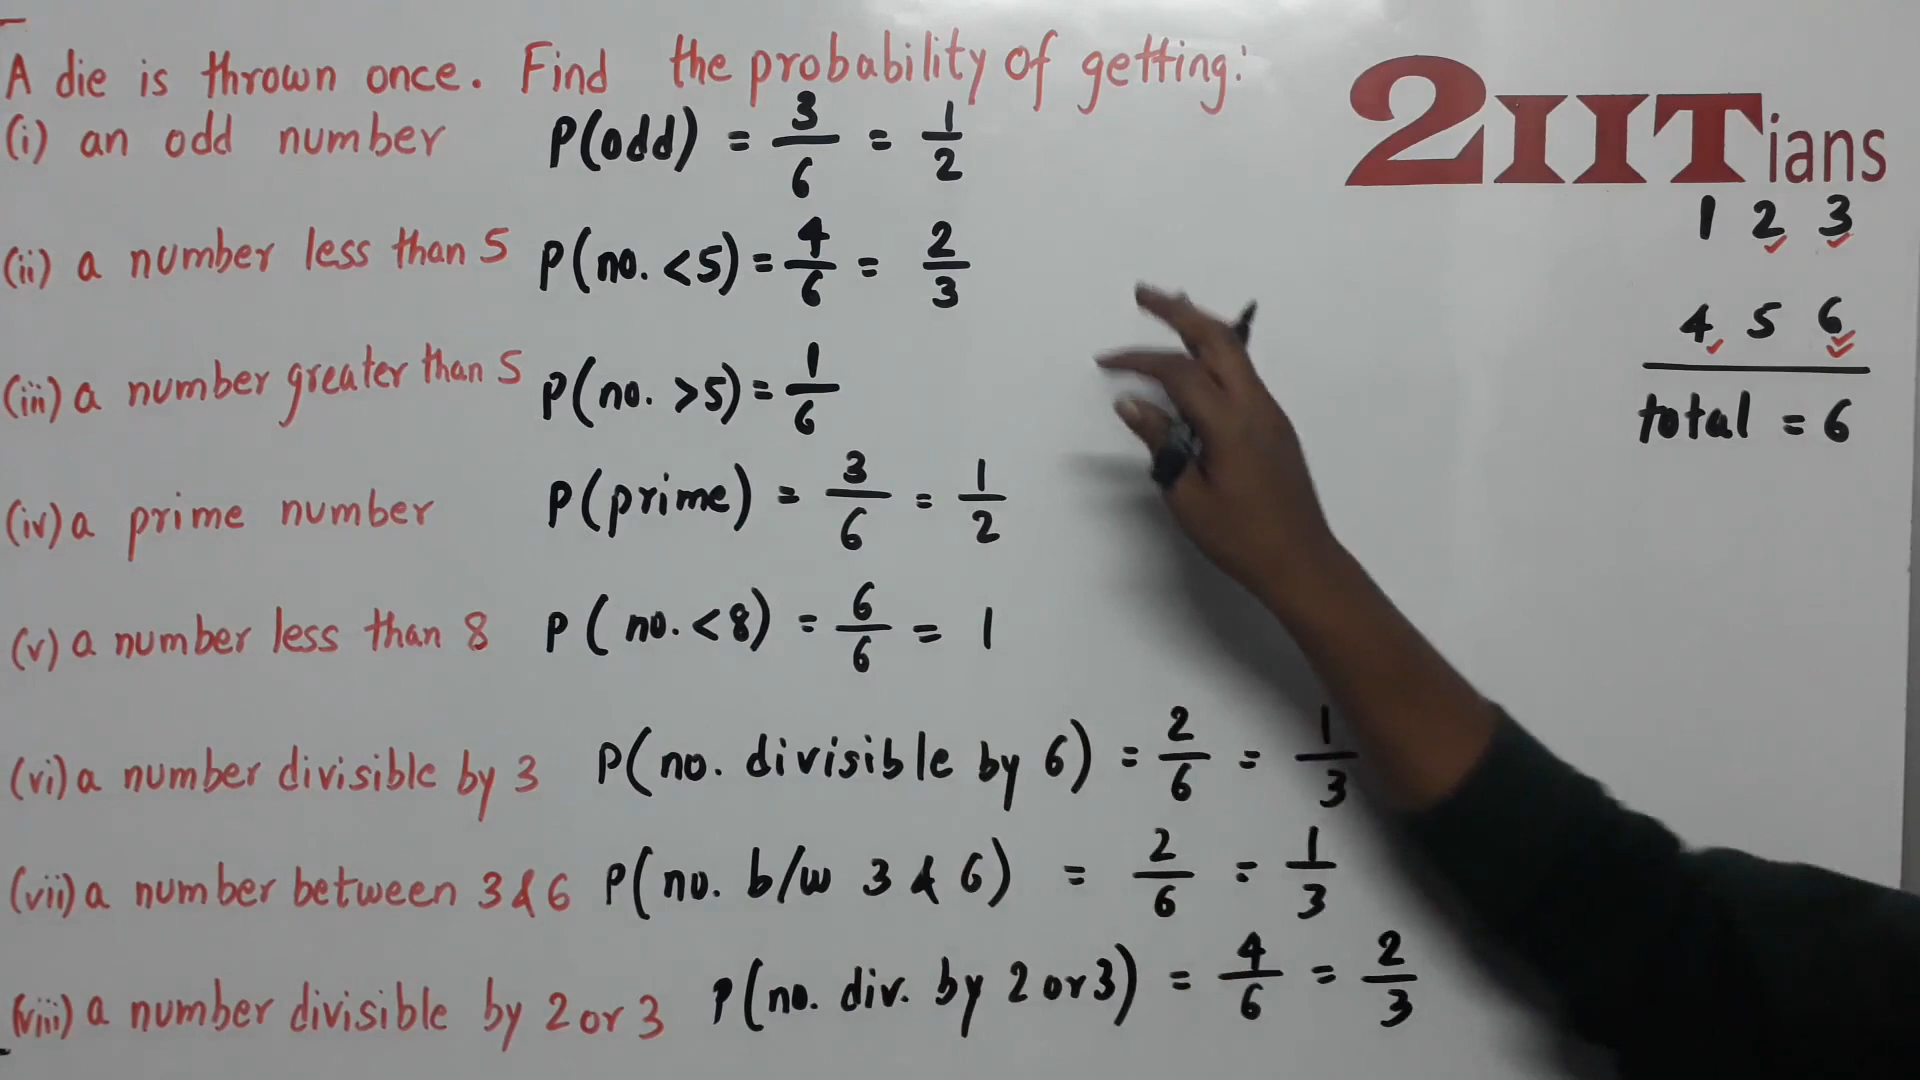 A die is thrown once. Find the probability of getting:
(i) an odd number P(odd) = 3/6 = 1/2
(ii) a number less than 5 P(no. <5) = 4/6 = 2/3
(iii) a number greater than 5 P(no. >5) = 1/6
(iv) a prime number P(prime) = 3/6 = 1/2
(v) a number less than 8 P(no. <8) = 6/6 = 1
(vi) a number divisible by 3 P(no. divisible by 6) = 2/6 = 1/3
(vii) a number between 3 & 6 P(no. b/w 3 & 6) = 2/6 = 1/3
(viii) a number divisible by 2 or 3 P(no. div. by 2 or 3) = 4/6 = 2/3
2IITians
1 2 3
4 5 6
total = 6